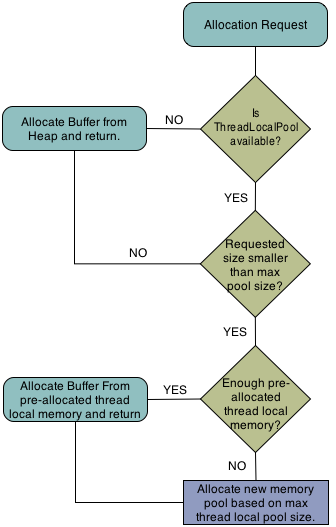 Allocation Request
Is
ThreadLocalPool
available?
NO
Allocate Buffer from
Heap and return.
YES
Requested
size smaller
than max
pool size?
NO
YES
Enough pre-
allocated
thread local
memory?
YES
Allocate Buffer From
pre-allocated thread
local memory and return
NO
Allocate new memory
pool based on max
thread local pool size.